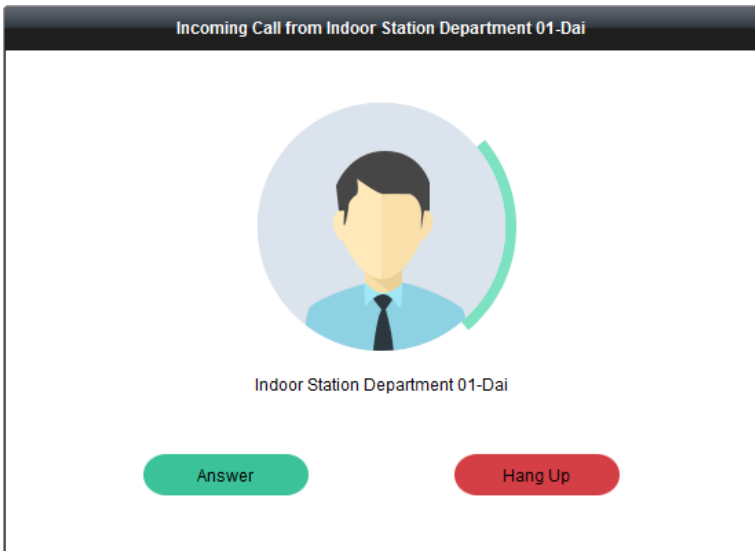 Incoming Call from Indoor Station Department 01-Dai
Indoor Station Department 01-Dai
Answer
Hang Up